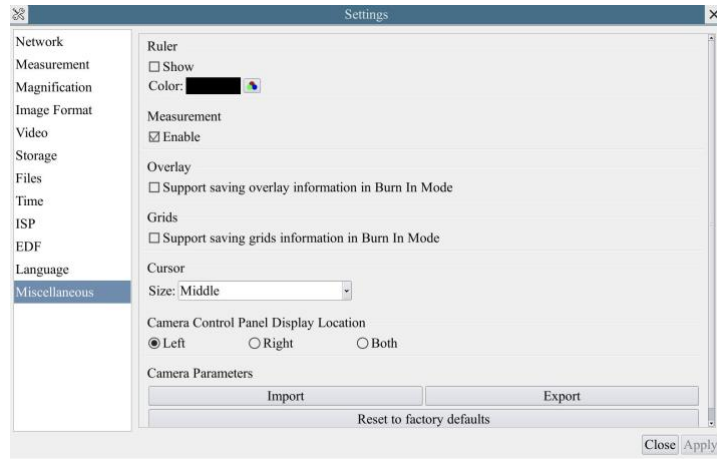 Settings
Network
Measurement
Magnification
Image Format
Video
Storage
Files
Time
ISP
EDF
Language
Miscellaneous
Ruler
Show
Color:
Measurement
Enable
Overlay
Support saving overlay information in Burn In Mode
Grids
Support saving grids information in Burn In Mode
Cursor
Size: Middle
Camera Control Panel Display Location
Left Right Both
Camera Parameters
Import Export
Reset to factory defaults
Close Apply